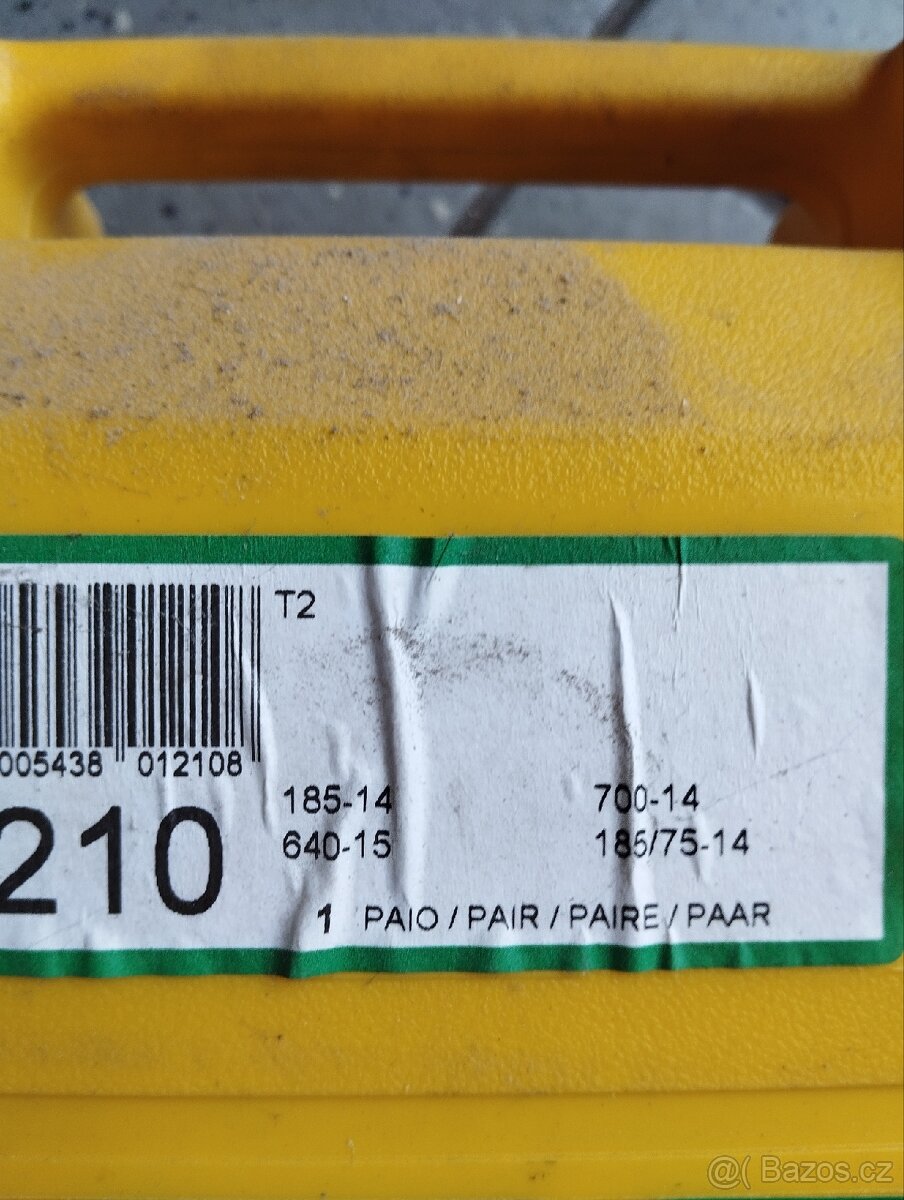 T2
005438 012108
210
185-14 700-14
640-15 185/75-14
1 PAIO / PAIR / PAIRE / PAAR
@( Bazos.cz